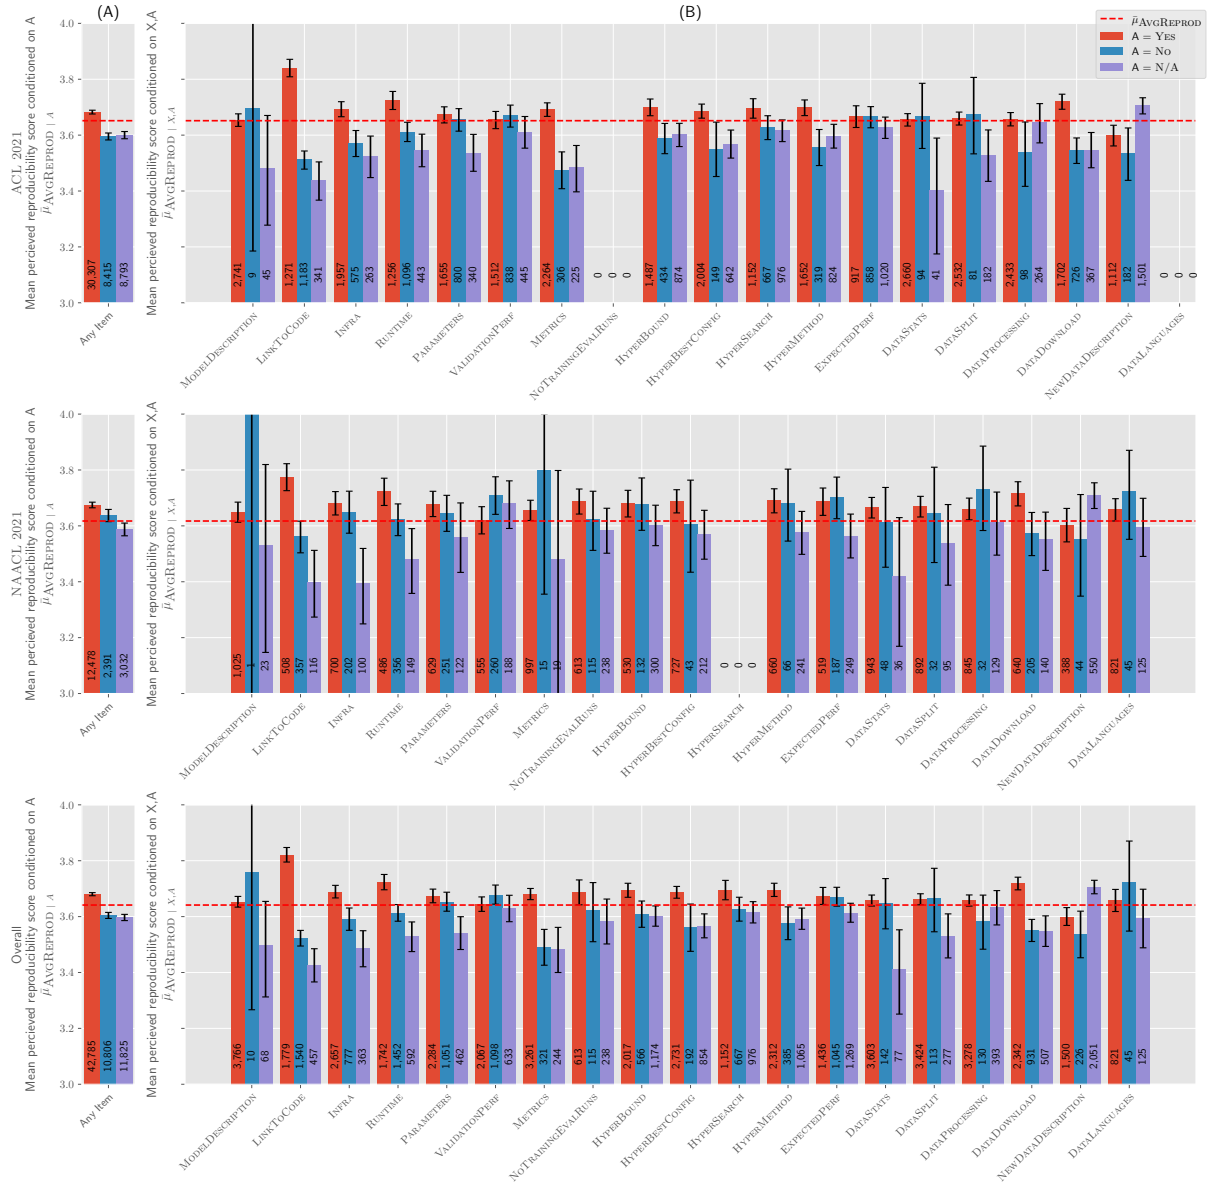 (A)
(B)
μ̄AvgReprod
A = Yes
A = No
A = N/A
ACL 2021
Mean percieved reproducibility score conditioned on A
μ̄AvgReprod | A
Mean percieved reproducibility score conditioned on X,A
μ̄AvgReprod | X,A
4.0
3.8
3.6
3.4
3.2
3.0
30,307 8,415 8,793
2,741 9 45
1,271 1,183 341
1,957 575 263
1,256 1,096 443
1,655 800 340
1,512 838 445
2,264 306 225
0 0 0
1,487 434 874
2,004 149 642
1,152 667 976
1,652 319 824
917 858 1,020
2,660 94 41
2,532 81 182
2,433 98 264
1,702 726 367
1,112 182 1,501
0 0 0
Any Item
ModelDescription
LinkToCode
Infra
Runtime
Parameters
ValidationPerf
Metrics
NoTrainingEvalRuns
HyperBound
HyperBestConfig
HyperSearch
HyperMethod
ExpectedPerf
DataStats
DataSplit
DataProcessing
DataDownload
NewDataDescription
DataLanguages
NAACL 2021
Mean percieved reproducibility score conditioned on A
μ̄AvgReprod | A
Mean percieved reproducibility score conditioned on X,A
μ̄AvgReprod | X,A
4.0
3.8
3.6
3.4
3.2
3.0
12,478 2,391 3,032
1,025 1 23
508 357 116
700 202 100
486 356 149
629 251 122
555 260 188
997 15 19
613 115 238
530 132 300
727 43 212
0 0 0
660 66 241
519 187 249
943 48 36
892 32 95
845 32 129
640 205 140
388 44 550
821 45 125
Any Item
ModelDescription
LinkToCode
Infra
Runtime
Parameters
ValidationPerf
Metrics
NoTrainingEvalRuns
HyperBound
HyperBestConfig
HyperSearch
HyperMethod
ExpectedPerf
DataStats
DataSplit
DataProcessing
DataDownload
NewDataDescription
DataLanguages
Overall
Mean percieved reproducibility score conditioned on A
μ̄AvgReprod | A
Mean percieved reproducibility score conditioned on X,A
μ̄AvgReprod | X,A
4.0
3.8
3.6
3.4
3.2
3.0
42,785 10,806 11,825
3,766 10 68
1,779 1,540 457
2,657 777 363
1,742 1,452 592
2,284 1,051 462
2,067 1,098 633
3,261 321 244
613 115 238
2,017 566 1,174
2,731 192 854
1,152 667 976
2,312 385 1,065
1,436 1,045 1,269
3,603 142 77
3,424 113 277
3,278 130 393
2,342 931 507
1,500 226 2,051
821 45 125
Any Item
ModelDescription
LinkToCode
Infra
Runtime
Parameters
ValidationPerf
Metrics
NoTrainingEvalRuns
HyperBound
HyperBestConfig
HyperSearch
HyperMethod
ExpectedPerf
DataStats
DataSplit
DataProcessing
DataDownload
NewDataDescription
DataLanguages